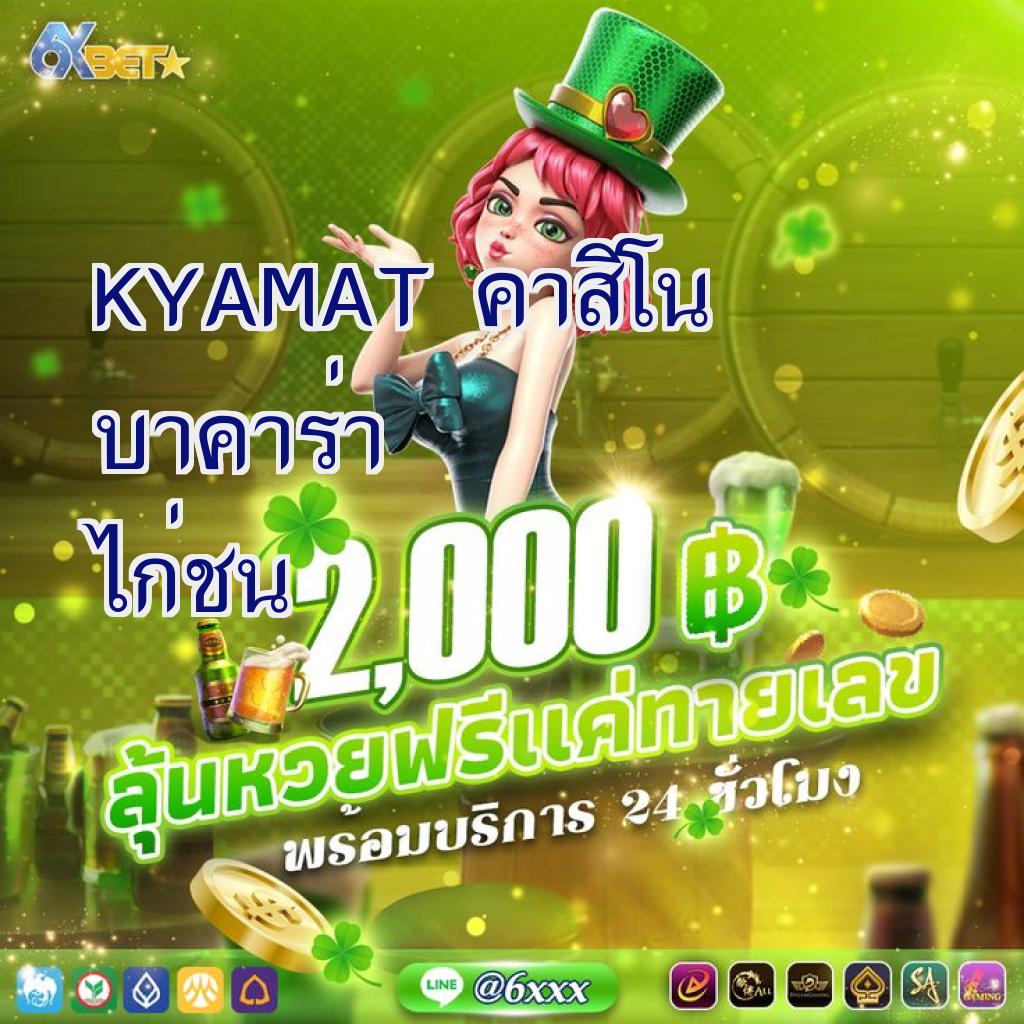 6XBET
KYAMAT คาสิโน
บาคาร่า
ไก่ชน
2,000 ฿
ลุ้นหวยฟรีแค่ทายเลข
พร้อมบริการ 24 ชั่วโมง
LINE @6xxx
SA GAMING